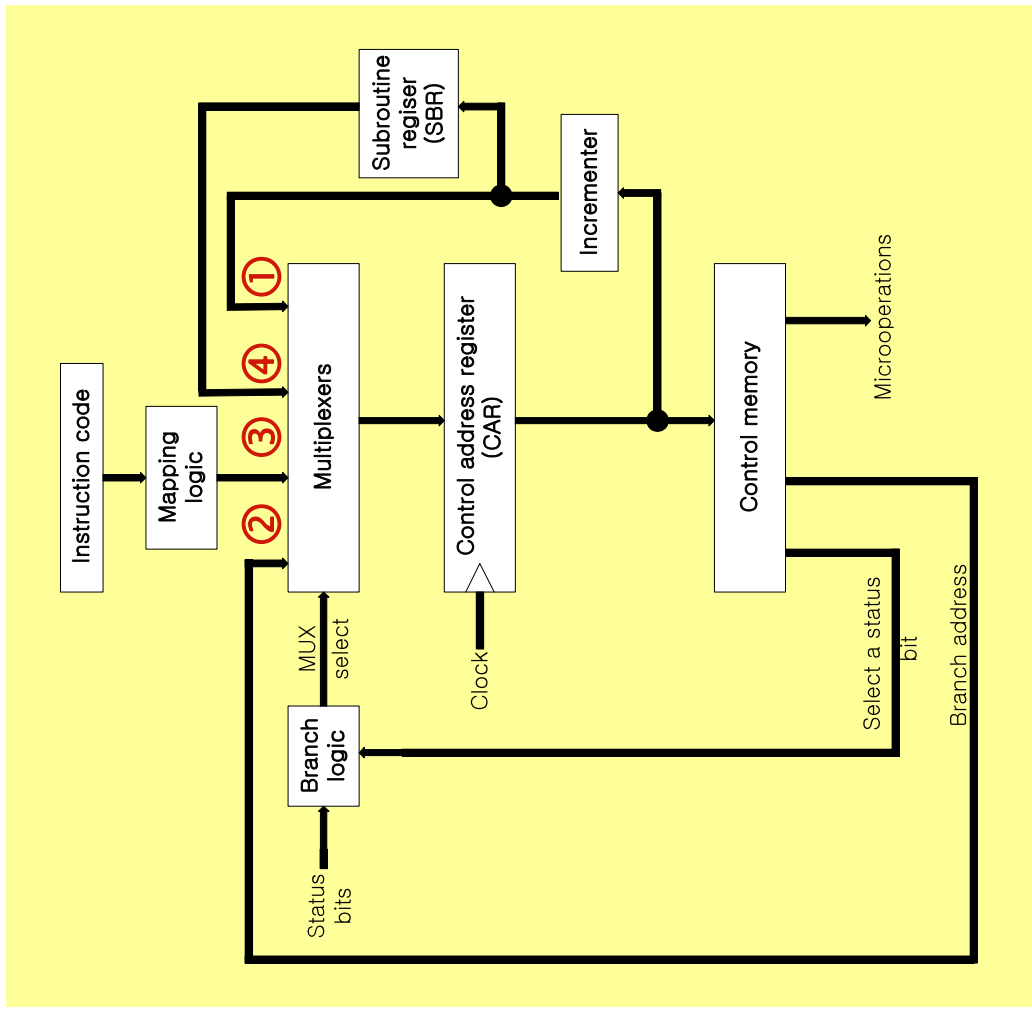 Instruction code
Mapping
logic
Subroutine
regiser
(SBR)
②
③
④
①
Multiplexers
Incrementer
MUX
select
Branch
logic
Status
bits
Control address register
(CAR)
Clock
Control memory
Select a status
bit
Branch address
Microoperations